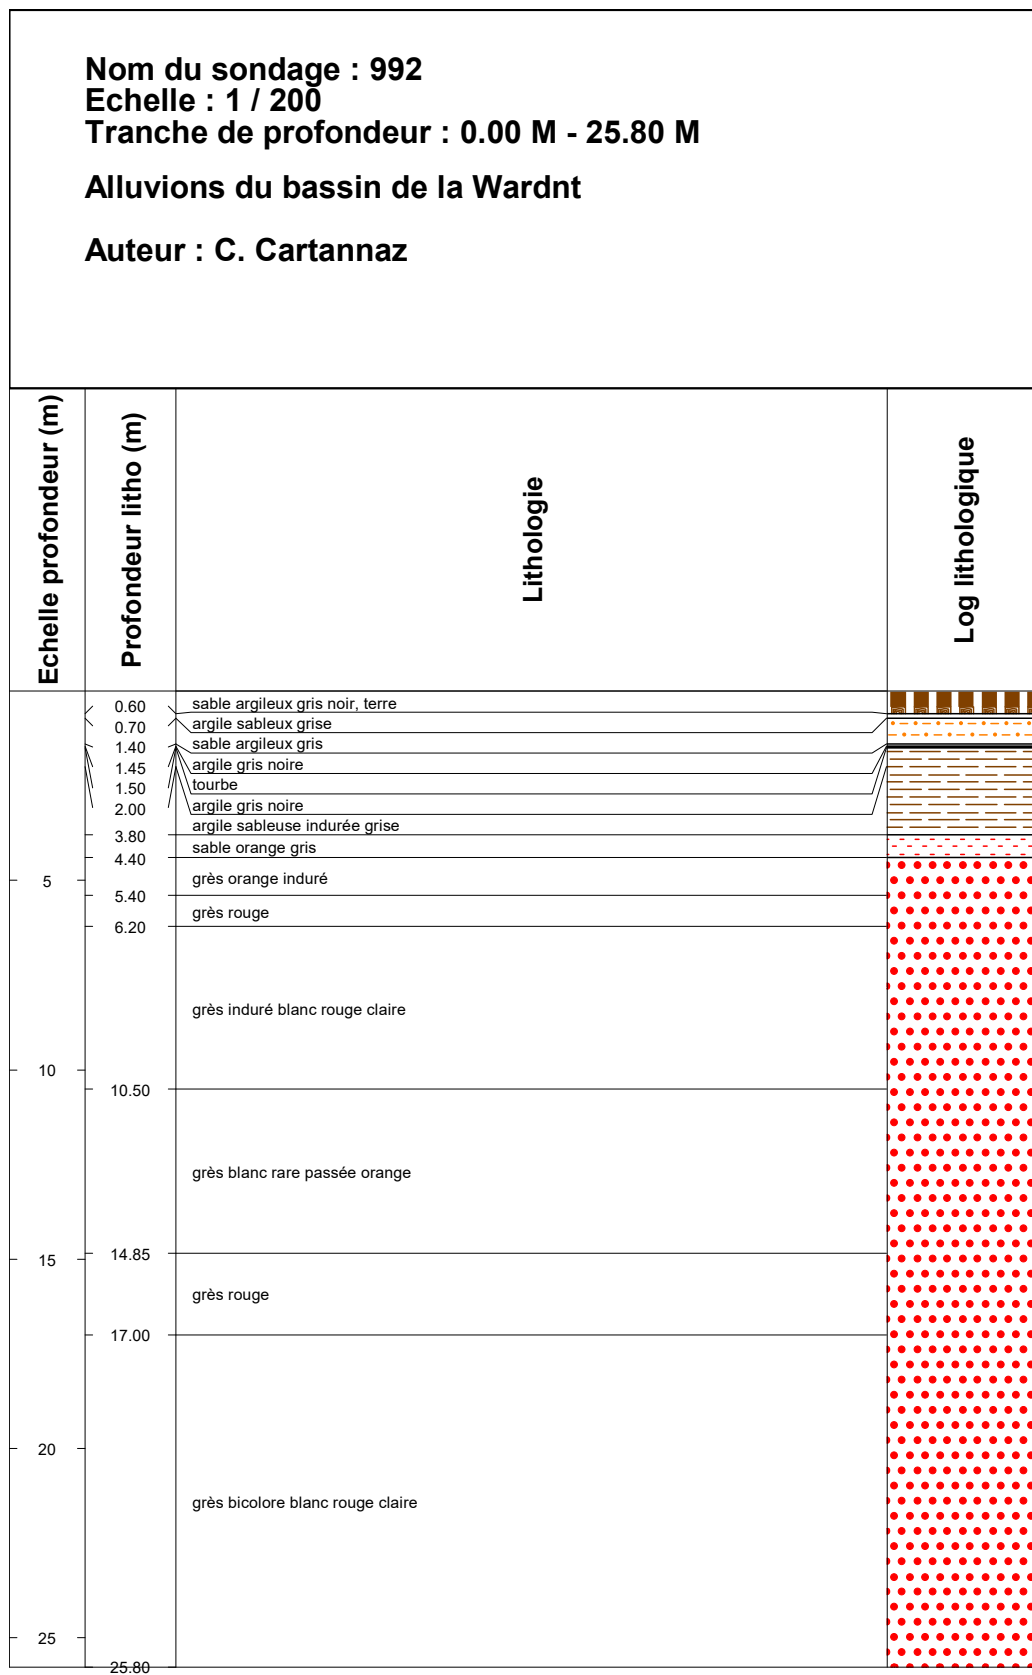 Nom du sondage : 992
Echelle : 1 / 200
Tranche de profondeur : 0.00 M - 25.80 M
Alluvions du bassin de la Wardnt
Auteur : C. Cartannaz
Echelle profondeur (m)
Profondeur litho (m)
Lithologie
Log lithologique
0.60
sable argileux gris noir, terre
0.70
argile sableux grise
1.40
sable argileux gris
1.45
argile gris noire
1.50
tourbe
2.00
argile gris noire
3.80
argile sableuse indurée grise
4.40
sable orange gris
5
grès orange induré
5.40
grès rouge
6.20
grès induré blanc rouge claire
10
10.50
grès blanc rare passée orange
14.85
15
grès rouge
17.00
20
grès bicolore blanc rouge claire
25
25.80